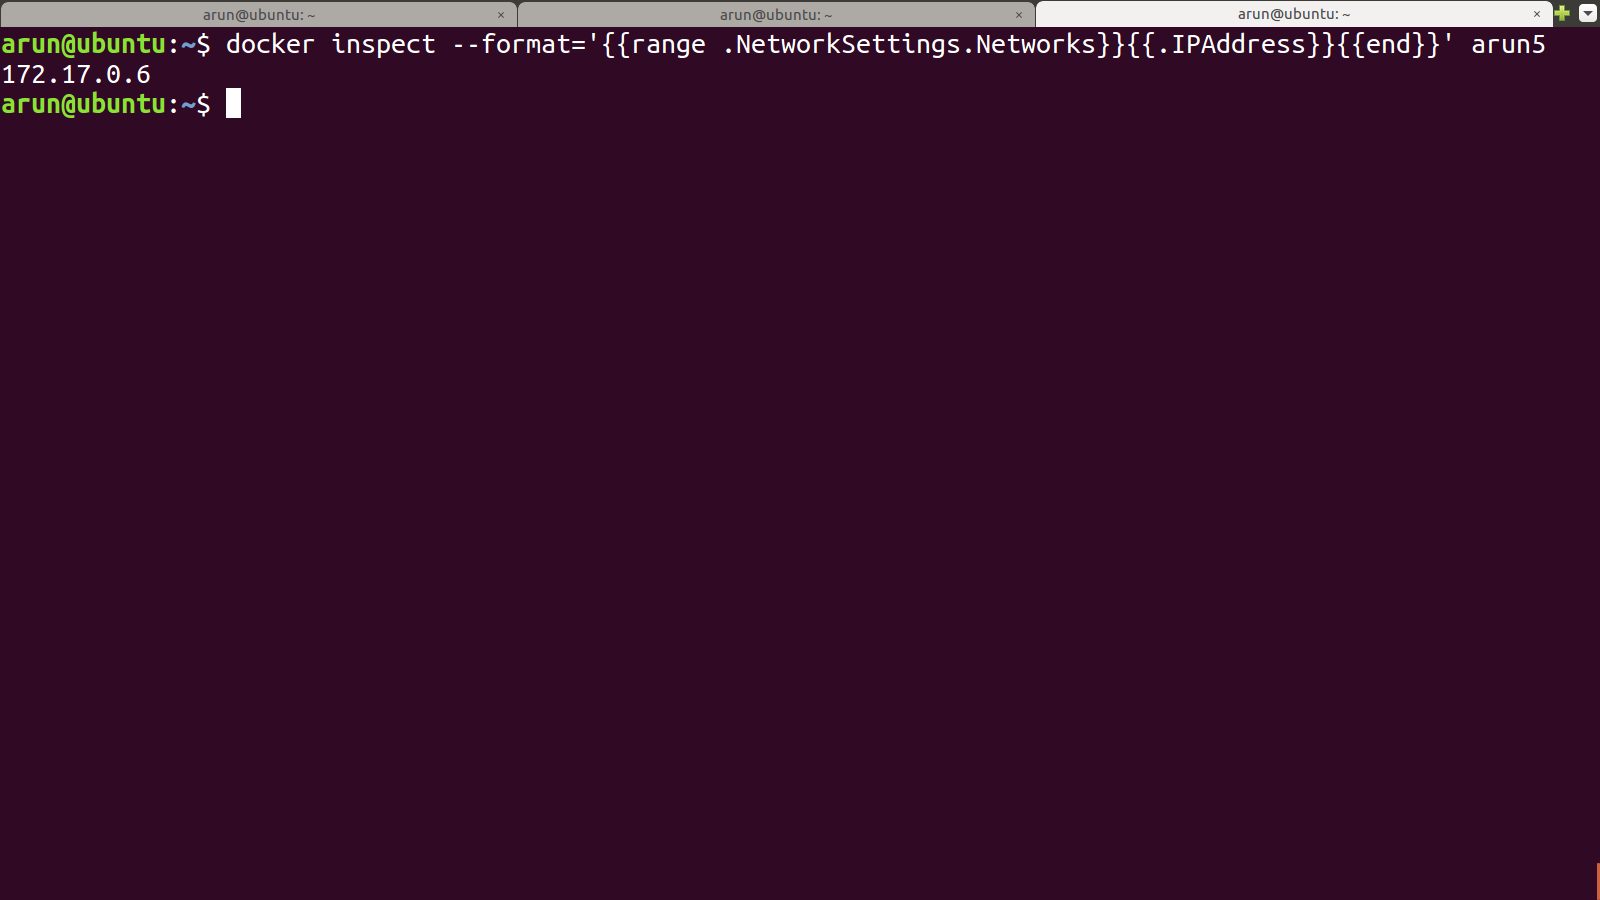 arun@ubuntu: ~ × arun@ubuntu: ~ × arun@ubuntu: ~ ×
arun@ubuntu:~$ docker inspect --format='{{range .NetworkSettings.Networks}}{{.IPAddress}}{{end}}' arun5
172.17.0.6
arun@ubuntu:~$